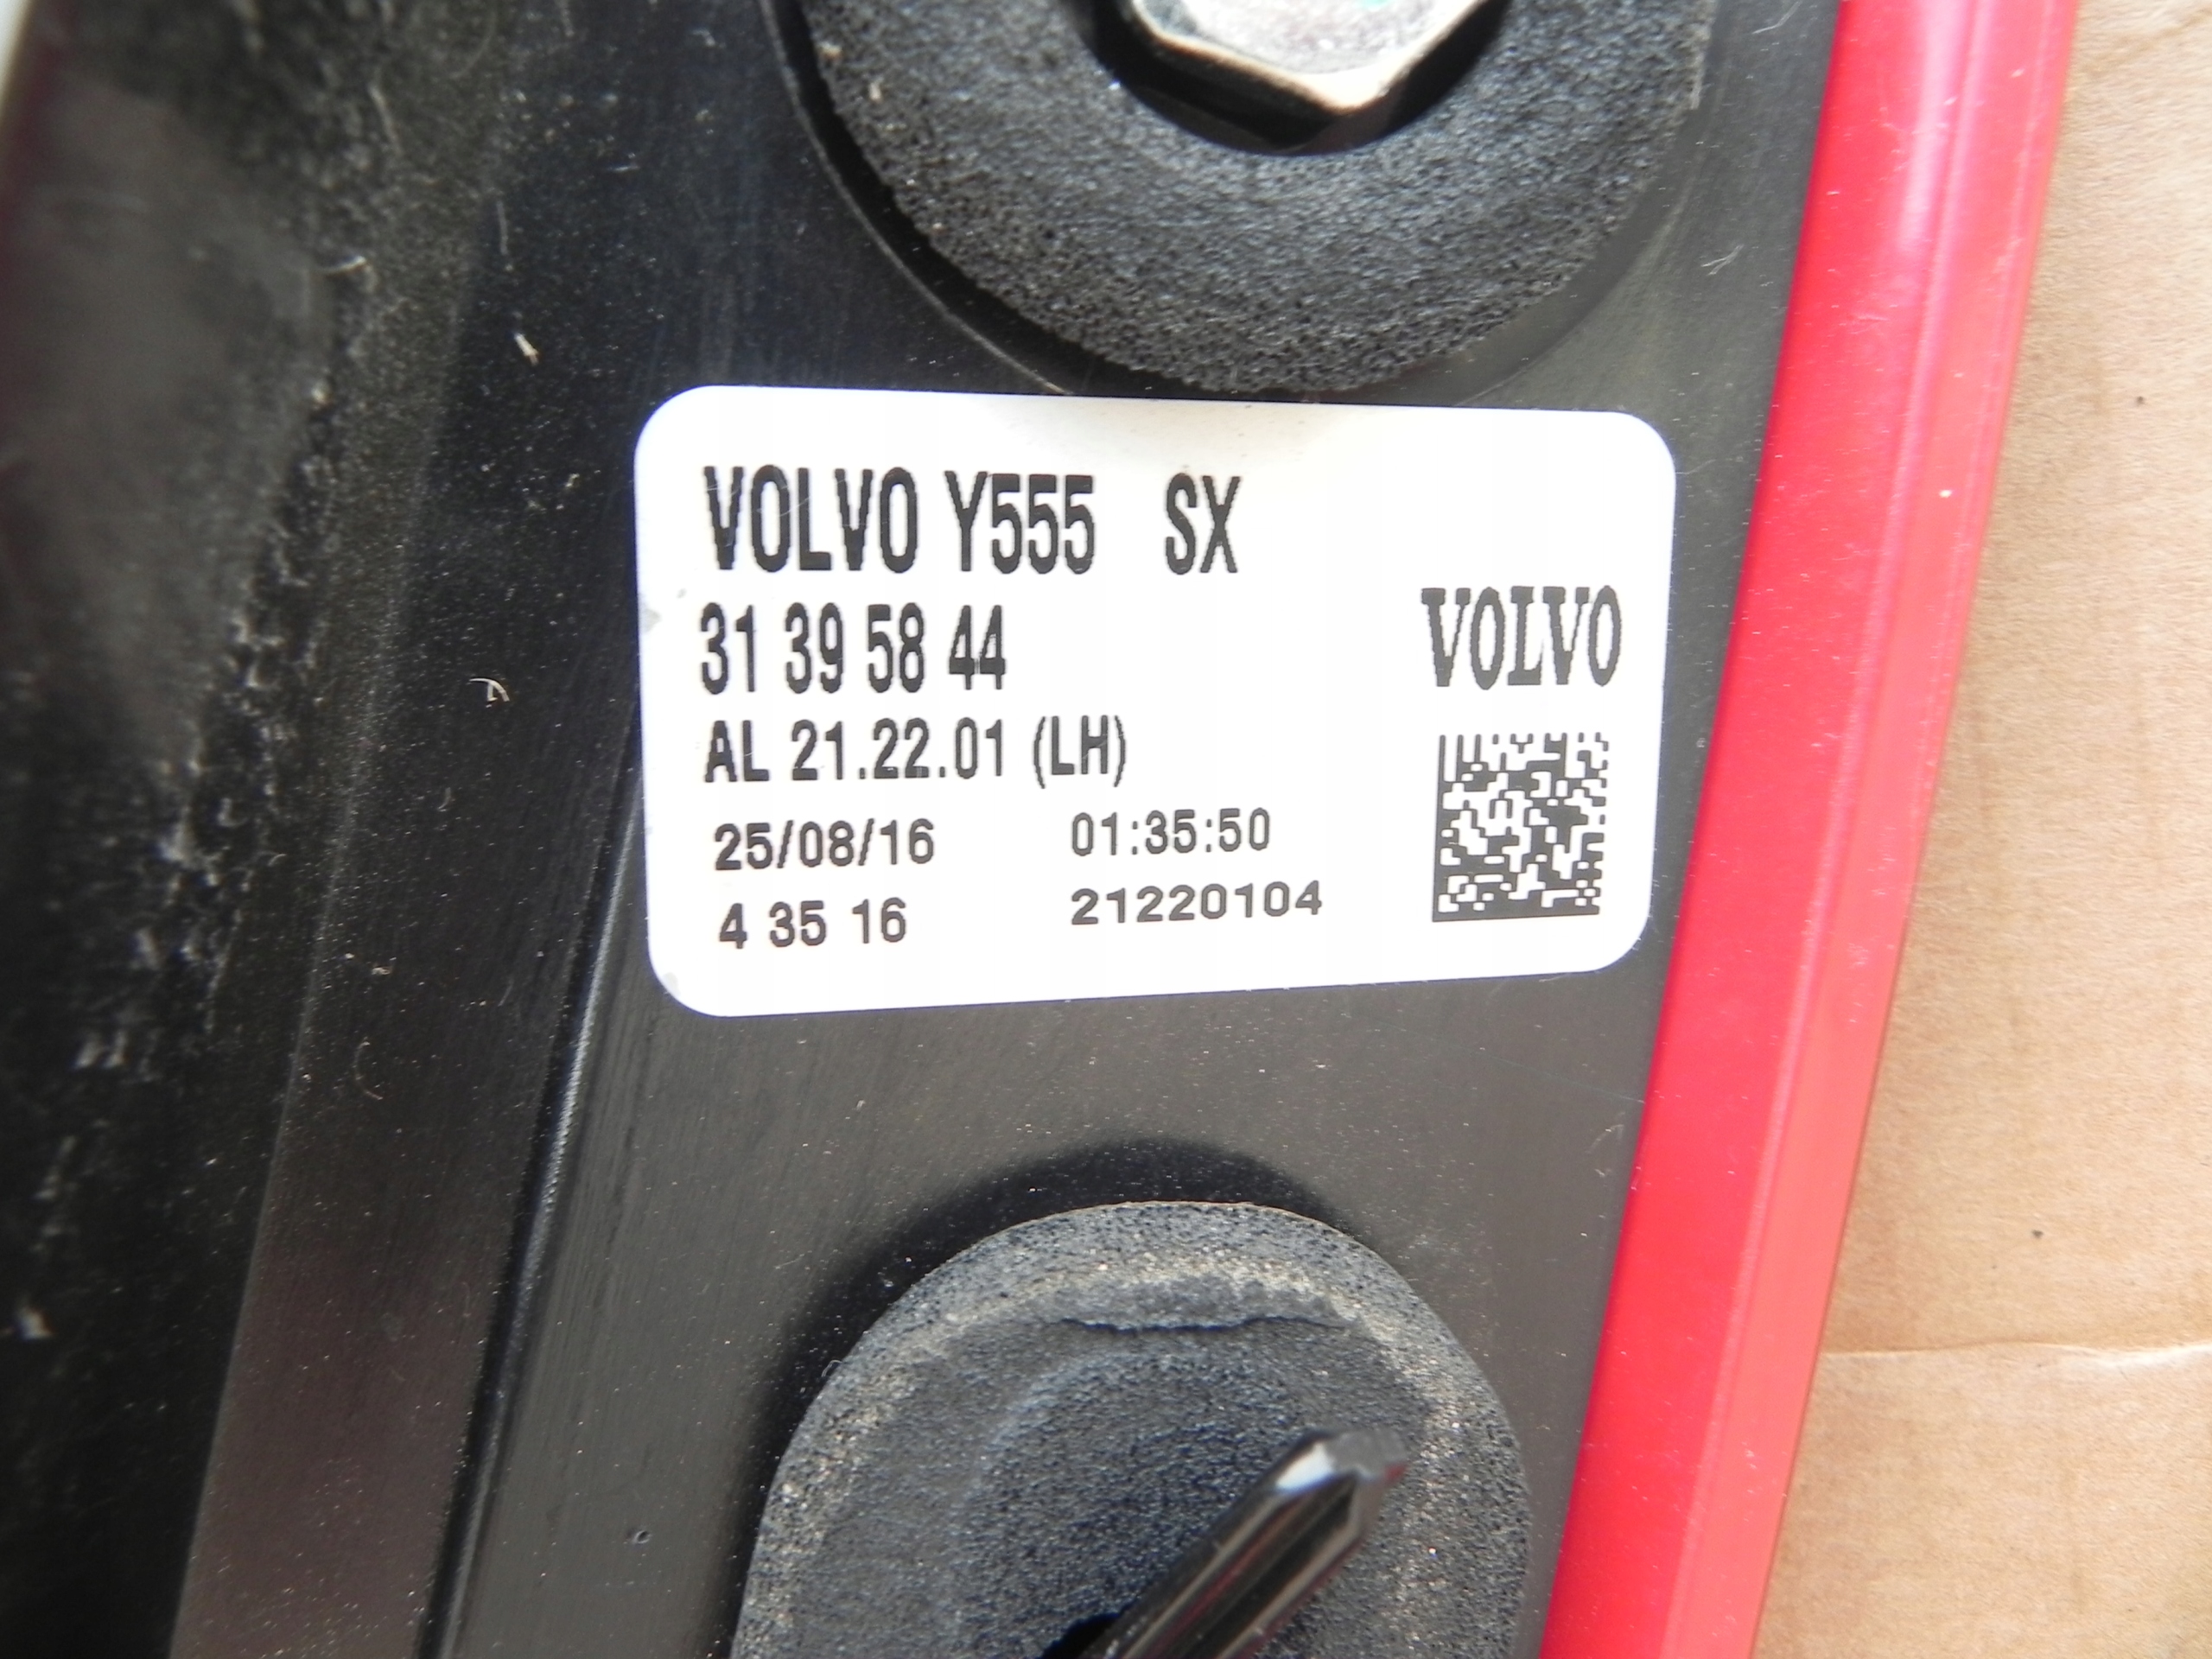 VOLVO Y555 SX
31 39 58 44
VOLVO
AL 21.22.01 (LH)
25/08/16 01:35:50
4 35 16 21220104